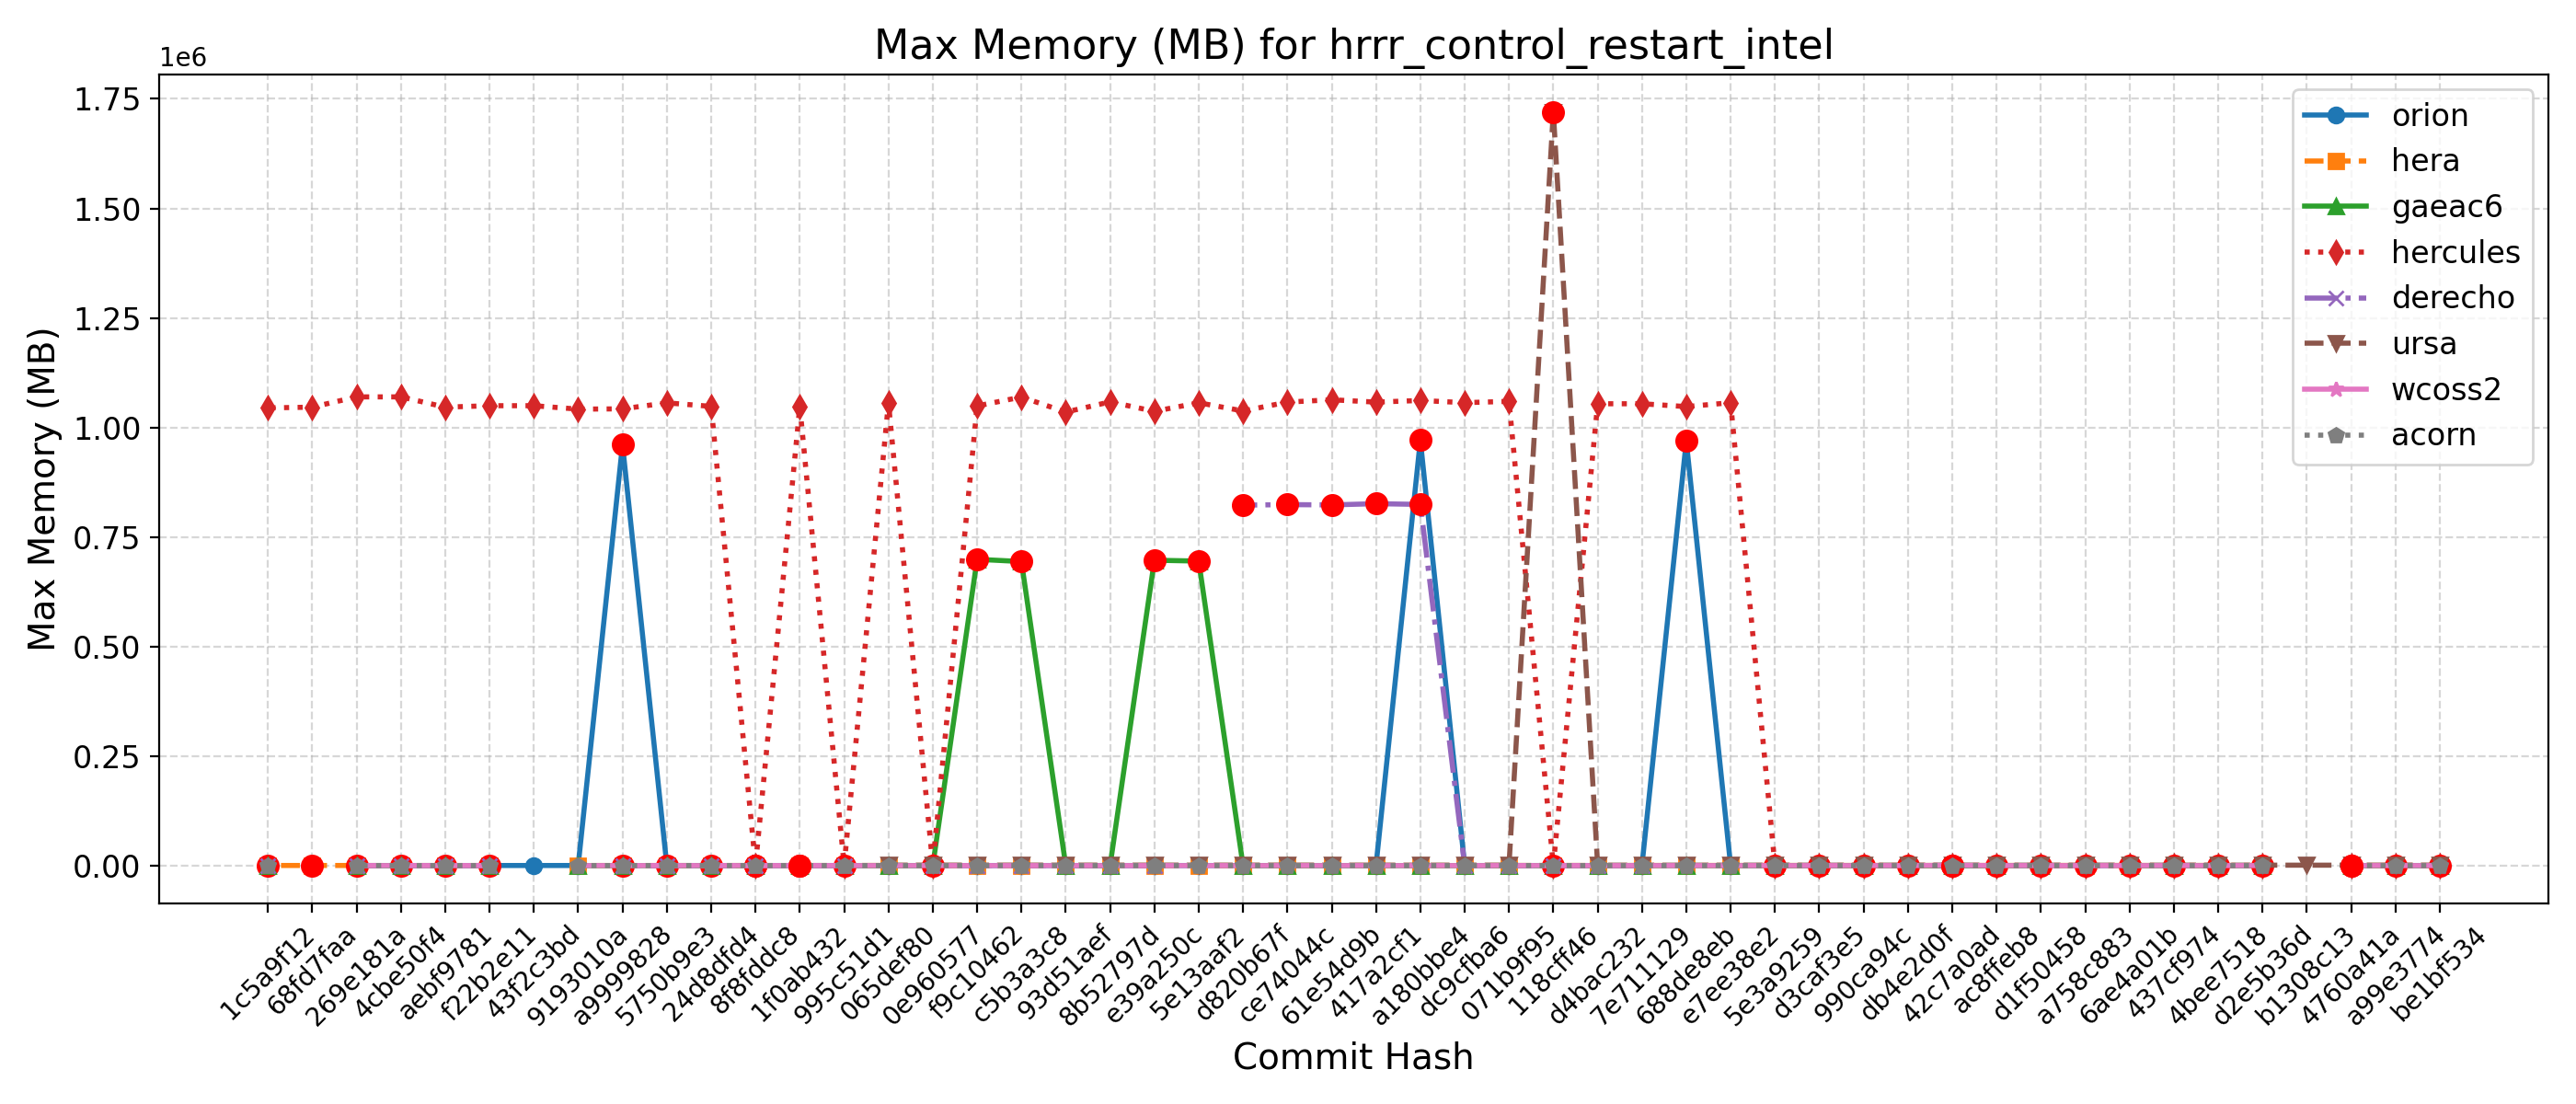 Max Memory (MB) for hrrr_control_restart_intel
1e6
1.75
1.50
1.25
1.00
0.75
0.50
0.25
0.00
Max Memory (MB)
orion
hera
gaeac6
hercules
derecho
ursa
wcoss2
acorn
1c5a9f12
68fd7faa
269e181a
4cbe50f4
aebf9781
f22b2e11
43f2c3bd
9193010a
a9999828
5750b9e3
24d8dfd4
8f8fddc8
1f0ab432
995c51d1
065def80
0e960577
f9c10462
c5b3a3c8
93d51aef
8b52797d
e39a250c
5e13aaf2
d820b67f
ce74044c
61e54d9b
417a2cf1
a180bbe4
dc9cfba6
071b9f95
118cff46
d4bac232
7e711129
688de8eb
e7ee38e2
5e3a9259
d3caf3e5
990ca94c
db4e2d0f
42c7a0ad
ac8ffeb8
d1f50458
a758c883
6ae4a01b
437cf974
4bee7518
d2e5b36d
b1308c13
4760a41a
a99e3774
be1bf534
Commit Hash